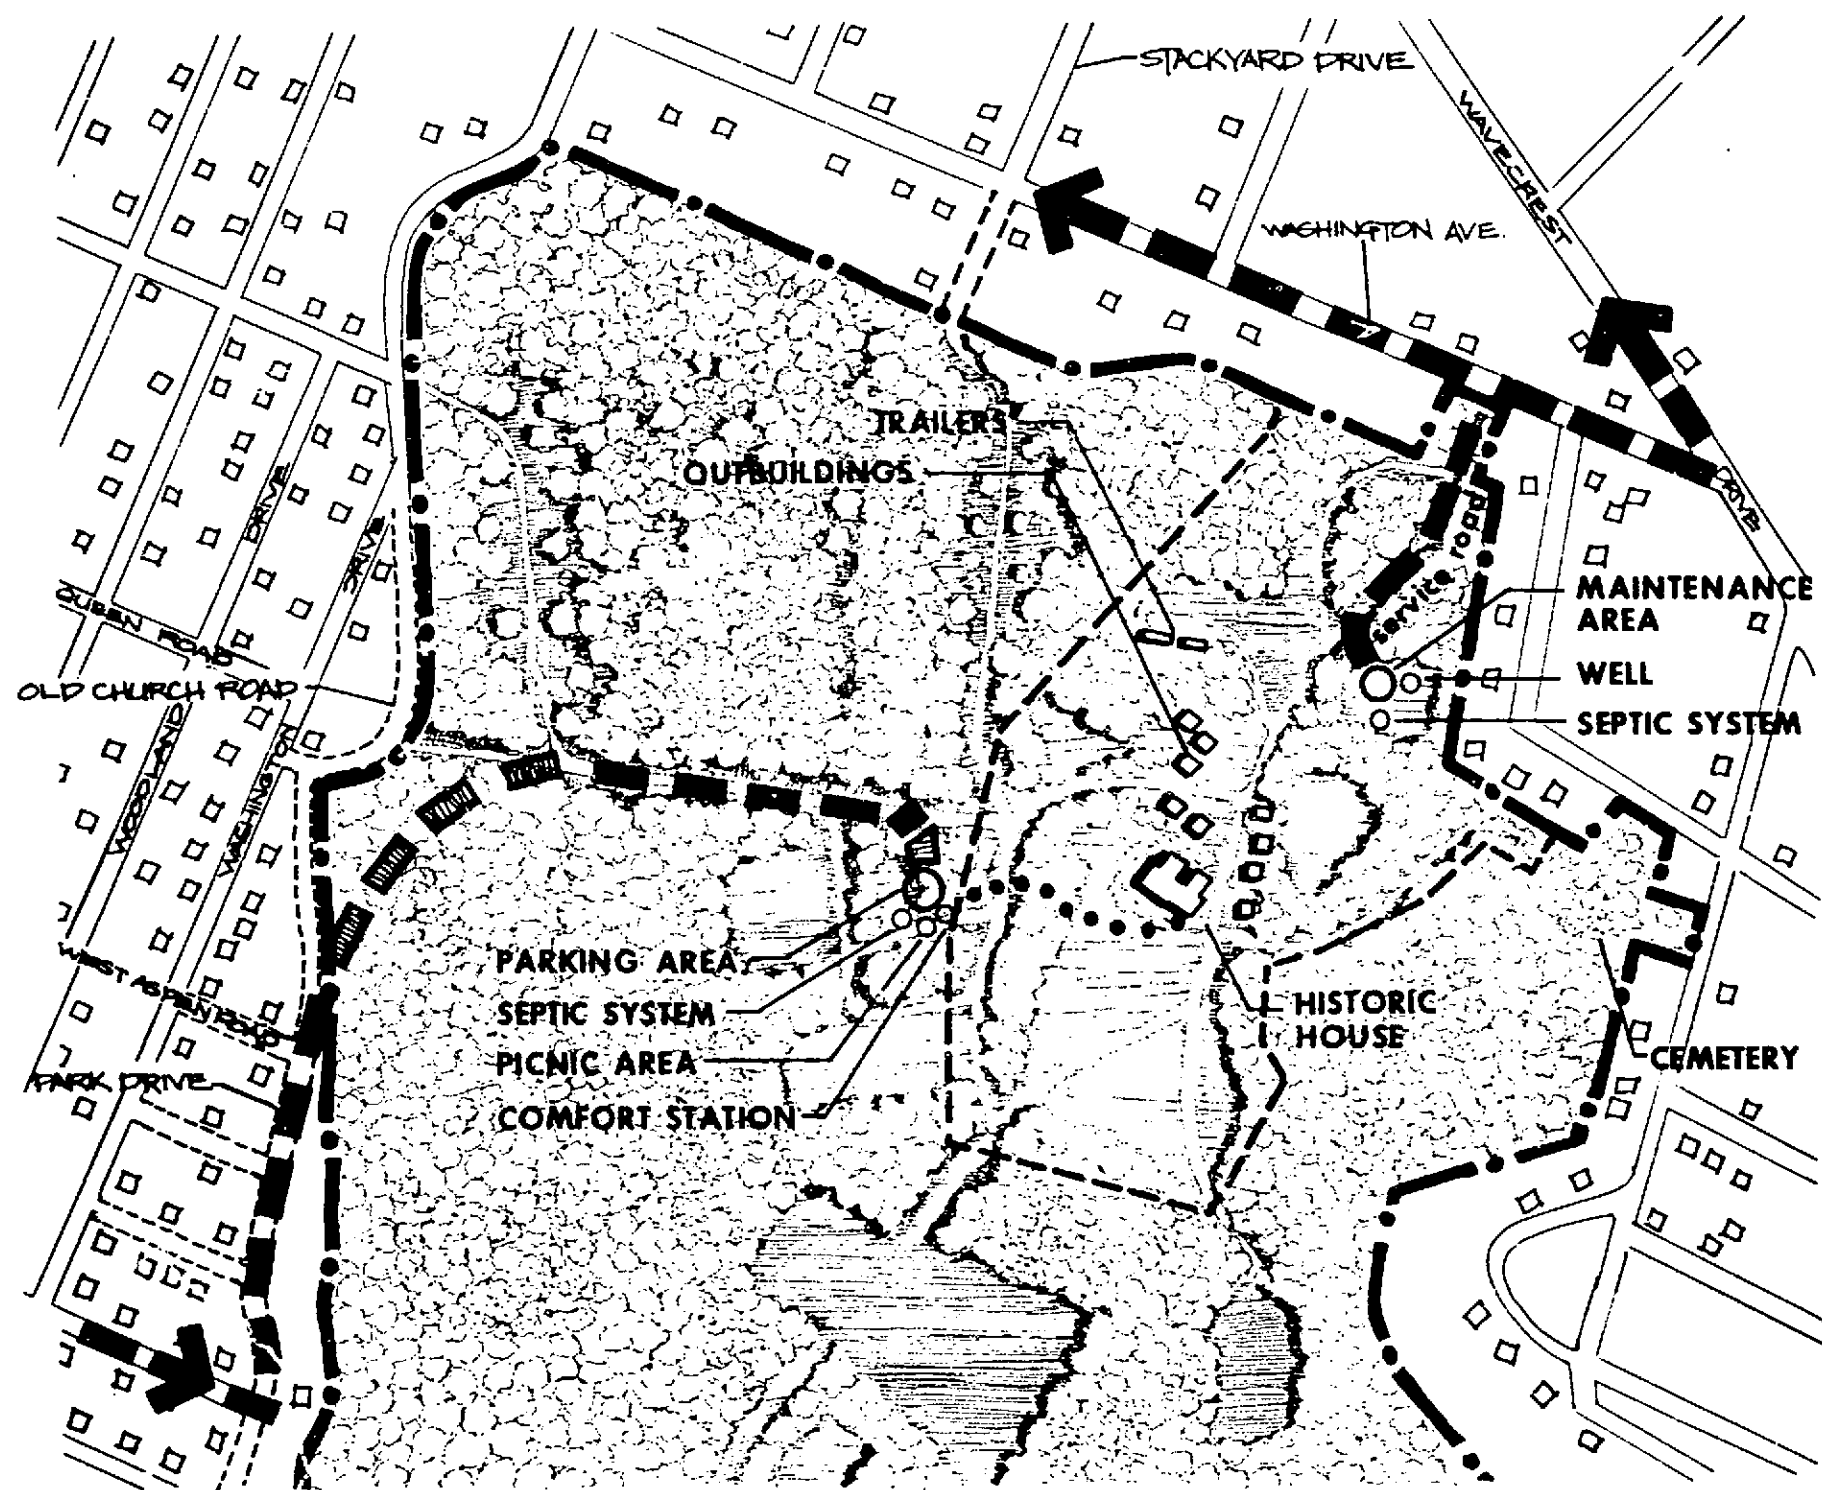 STACKYARD DRIVE
WAVECREST
WASHINGTON AVE.
TRAILERS
OUTBUILDINGS
DRIVE
DRIVE
DRIVE
service road
MAINTENANCE
AREA
QUEEN ROAD
WELL
OLD CHURCH ROAD
SEPTIC SYSTEM
WOODLAND
WASHINGTON
PARKING AREA
WEST ASPEN ROAD
SEPTIC SYSTEM
HISTORIC
HOUSE
PICNIC AREA
CEMETERY
PARK DRIVE
COMFORT STATION